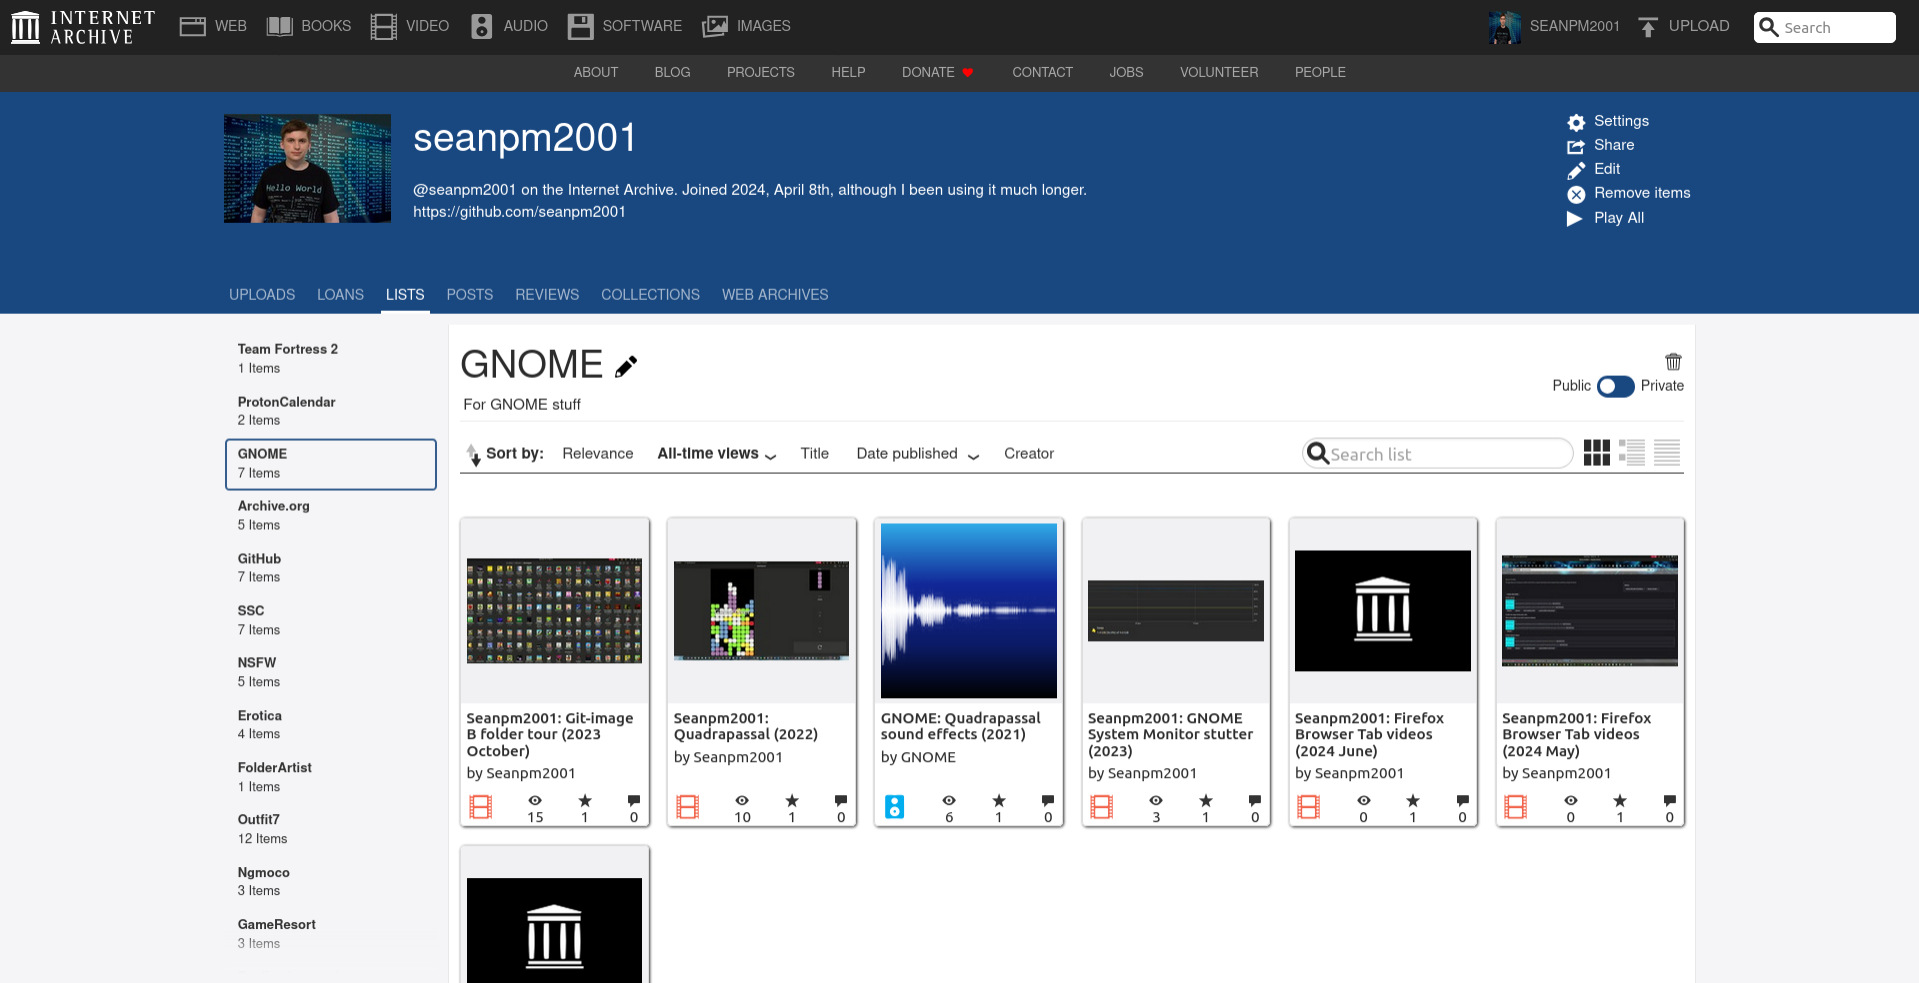 INTERNET
ARCHIVE
WEB
BOOKS
VIDEO
AUDIO
SOFTWARE
IMAGES
SEANPM2001
UPLOAD
Search
ABOUT
BLOG
PROJECTS
HELP
DONATE
CONTACT
JOBS
VOLUNTEER
PEOPLE
Hello World
seanpm2001
@seanpm2001 on the Internet Archive. Joined 2024, April 8th, although I been using it much longer.
https://github.com/seanpm2001
Settings
Share
Edit
Remove items
Play All
UPLOADS
LOANS
LISTS
POSTS
REVIEWS
COLLECTIONS
WEB ARCHIVES
Team Fortress 2
1 Items
ProtonCalendar
2 Items
GNOME
7 Items
Archive.org
5 Items
GitHub
7 Items
SSC
7 Items
NSFW
5 Items
Erotica
4 Items
FolderArtist
1 Items
Outfit7
12 Items
Ngmoco
3 Items
GameResort
3 Items
GNOME
For GNOME stuff
Public
Private
Sort by:
Relevance
All-time views
Title
Date published
Creator
Search list
Seanpm2001: Git-image
B folder tour (2023
October)
by Seanpm2001
15
1
0
Seanpm2001:
Quadrapassal (2022)
by Seanpm2001
10
1
0
GNOME: Quadrapassal
sound effects (2021)
by GNOME
6
1
0
Seanpm2001: GNOME
System Monitor stutter
(2023)
by Seanpm2001
3
1
0
Seanpm2001: Firefox
Browser Tab videos
(2024 June)
by Seanpm2001
0
1
0
Seanpm2001: Firefox
Browser Tab videos
(2024 May)
by Seanpm2001
0
1
0